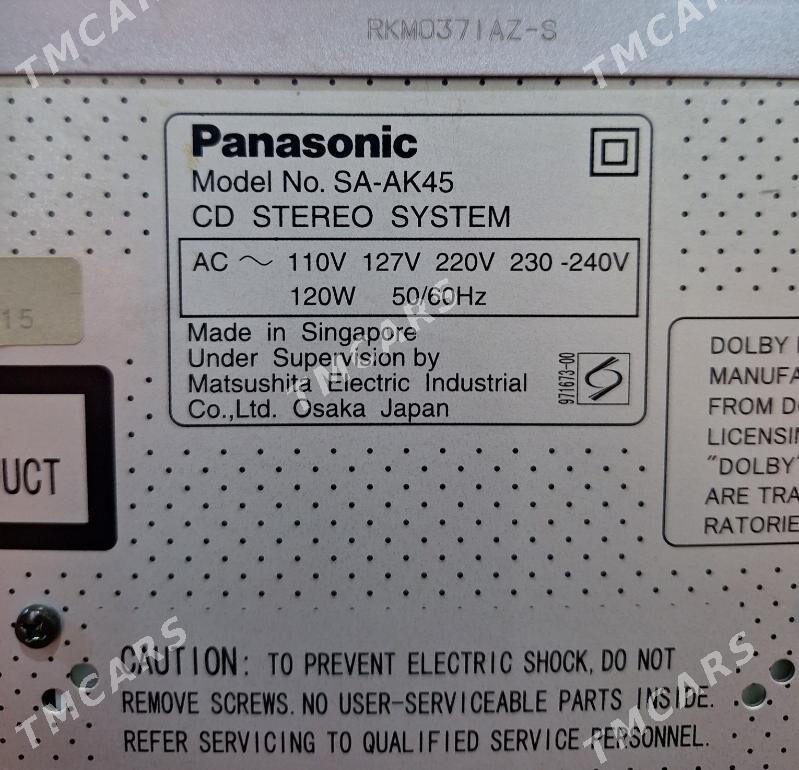 RKM0371AZ-S
TMCARS
TMCARS
Panasonic
Model No. SA-AK45
CD STEREO SYSTEM
AC ～ 110V 127V 220V 230 -240V
120W 50/60Hz
Made in Singapore
Under Supervision by
Matsushita Electric Industrial
Co.,Ltd. Osaka Japan
971673-00
TMCARS
15
UCT
DOLBY
MANUFA
FROM DO
LICENSIN
"DOLBY"
ARE TRA
RATORIE
CAUTION: TO PREVENT ELECTRIC SHOCK, DO NOT
REMOVE SCREWS. NO USER-SERVICEABLE PARTS INSIDE.
REFER SERVICING TO QUALIFIED SERVICE PERSONNEL.
TMCARS
TMCARS